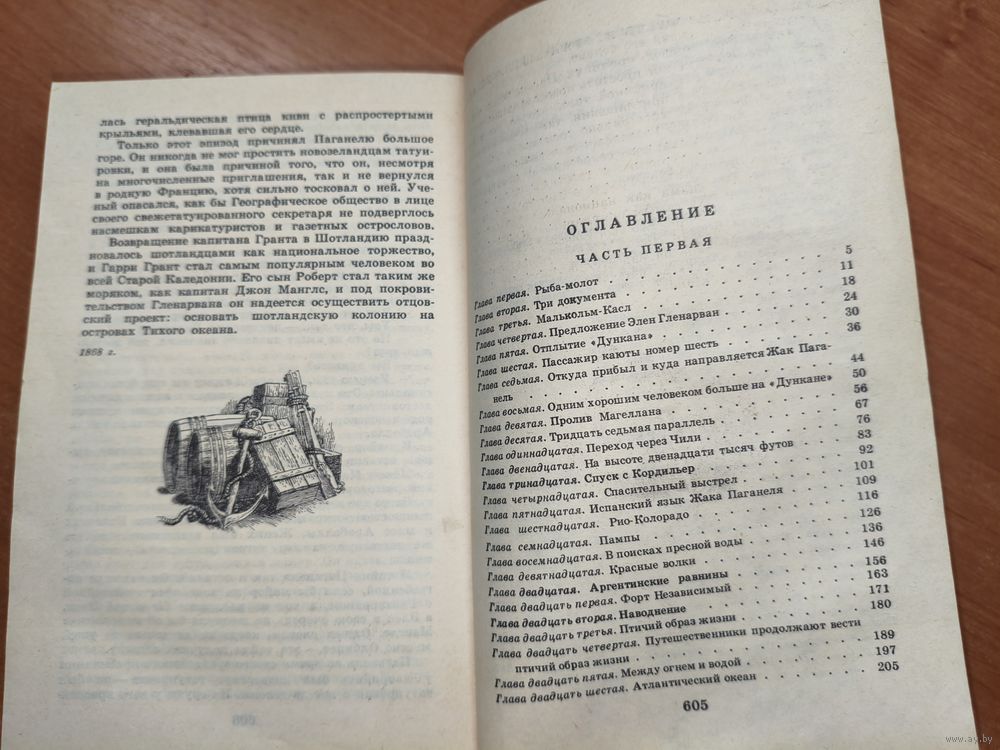 лась геральдическая птица киви с распростертыми
крыльями, клевавшая его сердце.
Только этот эпизод причинил Паганелю большое
горе. Он никогда не мог простить новозеландцам татуи-
ровки, и она была причиной того, что он, несмотря
на многочисленные приглашения, так и не вернулся
в родную Францию, хотя сильно тосковал о ней. Уче-
ный опасался, как бы Географическое общество в лице
своего свежетатуированного секретаря не подверглось
насмешкам карикатуристов и газетных острословов.
Возвращение капитана Гранта в Шотландию празд-
новалось шотландцами как национальное торжество,
и Гарри Грант стал самым популярным человеком во
всей Старой Каледонии. Его сын Роберт стал таким же
моряком, как капитан Джон Манглс, и под покрови-
тельством Гленарвана он надеется осуществить отцов-
ский проект: основать шотландскую колонию на
островах Тихого океана.
1868 г.
ОГЛАВЛЕНИЕ
ЧАСТЬ ПЕРВАЯ
Глава первая. Рыба-молот 5
Глава вторая. Три документа 11
Глава третья. Малькольм-Касл 18
Глава четвертая. Предложение Элен Гленарван 24
Глава пятая. Отплытие «Дункана» 30
Глава шестая. Пассажир каюты номер шесть 36
Глава седьмая. Откуда прибыл и куда направляется Жак Пага-
нель 44
Глава восьмая. Одним хорошим человеком больше на «Дункане» 50
Глава девятая. Пролив Магеллана 56
Глава десятая. Тридцать седьмая параллель 67
Глава одиннадцатая. Переход через Чили 76
Глава двенадцатая. На высоте двенадцати тысяч футов 83
Глава тринадцатая. Спуск с Кордильер 92
Глава четырнадцатая. Спасительный выстрел 101
Глава пятнадцатая. Испанский язык Жака Паганеля 109
Глава шестнадцатая. Рио-Колорадо 116
Глава семнадцатая. Пампы 126
Глава восемнадцатая. В поисках пресной воды 136
Глава девятнадцатая. Красные волки 146
Глава двадцатая. Аргентинские равнины 156
Глава двадцать первая. Форт Независимый 163
Глава двадцать вторая. Наводнение 171
Глава двадцать третья. Птичий образ жизни 180
Глава двадцать четвертая. Путешественники продолжают вести
птичий образ жизни 189
Глава двадцать пятая. Между огнем и водой 197
Глава двадцать шестая. Атлантический океан 205
605
www.ay.by